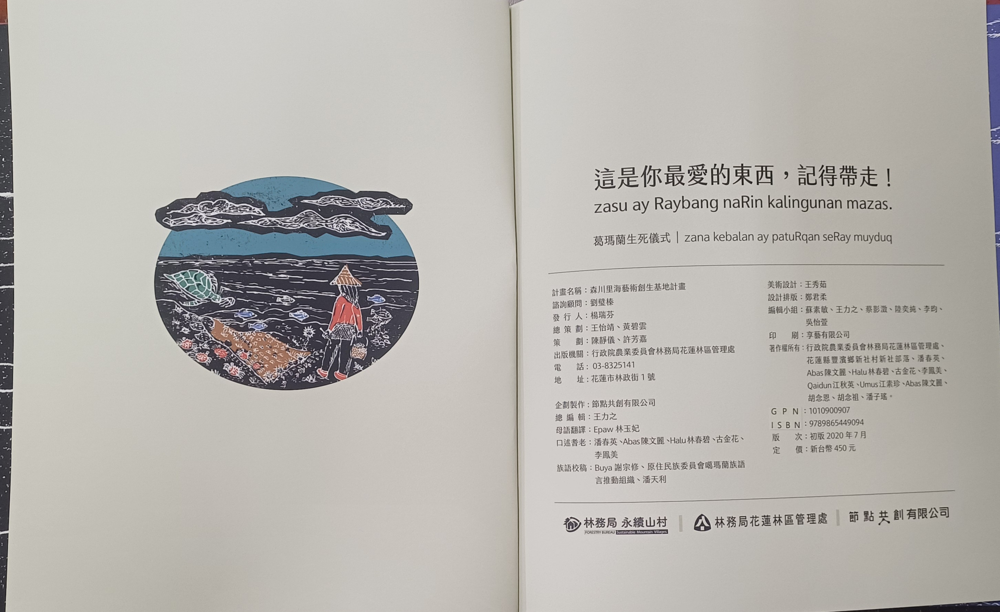 這是你最愛的東西，記得帶走！
zasu ay Raybang naRin kalingunan mazas.
葛瑪蘭生死儀式｜zana kebalan ay patuRqan seRay muyduq
計畫名稱：森川里海藝術創生基地計畫
諮詢顧問：劉璧榛
發行人：楊瑞芬
總策劃：王怡靖、黃碧雲
策劃：陳靜儀、許芳嘉
出版機關：行政院農業委員會林務局花蓮林區管理處
電話：03-8325141
地址：花蓮市林政街 1 號
企劃製作：節點共創有限公司
總編輯：王力之
母語翻譯：Epaw 林玉妃
口述耆老：潘春英、Abas 陳文麗、Halu 林春碧、古金花、
李鳳美
族語校稿：Buya 謝宗修、原住民族委員會噶瑪蘭族語
言推動組織、潘天利
美術設計：王秀茹
設計排版：鄭君柔
編輯小組：蘇素敏、王力之、蔡影澂、陸奕純、李昀、
吳怡萱
印刷：享藝有限公司
著作權所有：行政院農業委員會林務局花蓮林區管理處、
花蓮縣豐濱鄉新社村新社部落、潘春英、
Abas 陳文麗、Halu 林春碧、古金花、李鳳美、
Qaidun 江秋英、Umus 江素珍、Abas 陳文麗、
胡念恩、胡念祖、潘子瑤。
GPN：1010900907
ISBN：9789865449094
版次：初版 2020 年 7 月
定價：新台幣 450 元
林務局 永續山村
FORESTRY BUREAU Sustainable Mountain Villages
林務局花蓮林區管理處
節點共創有限公司